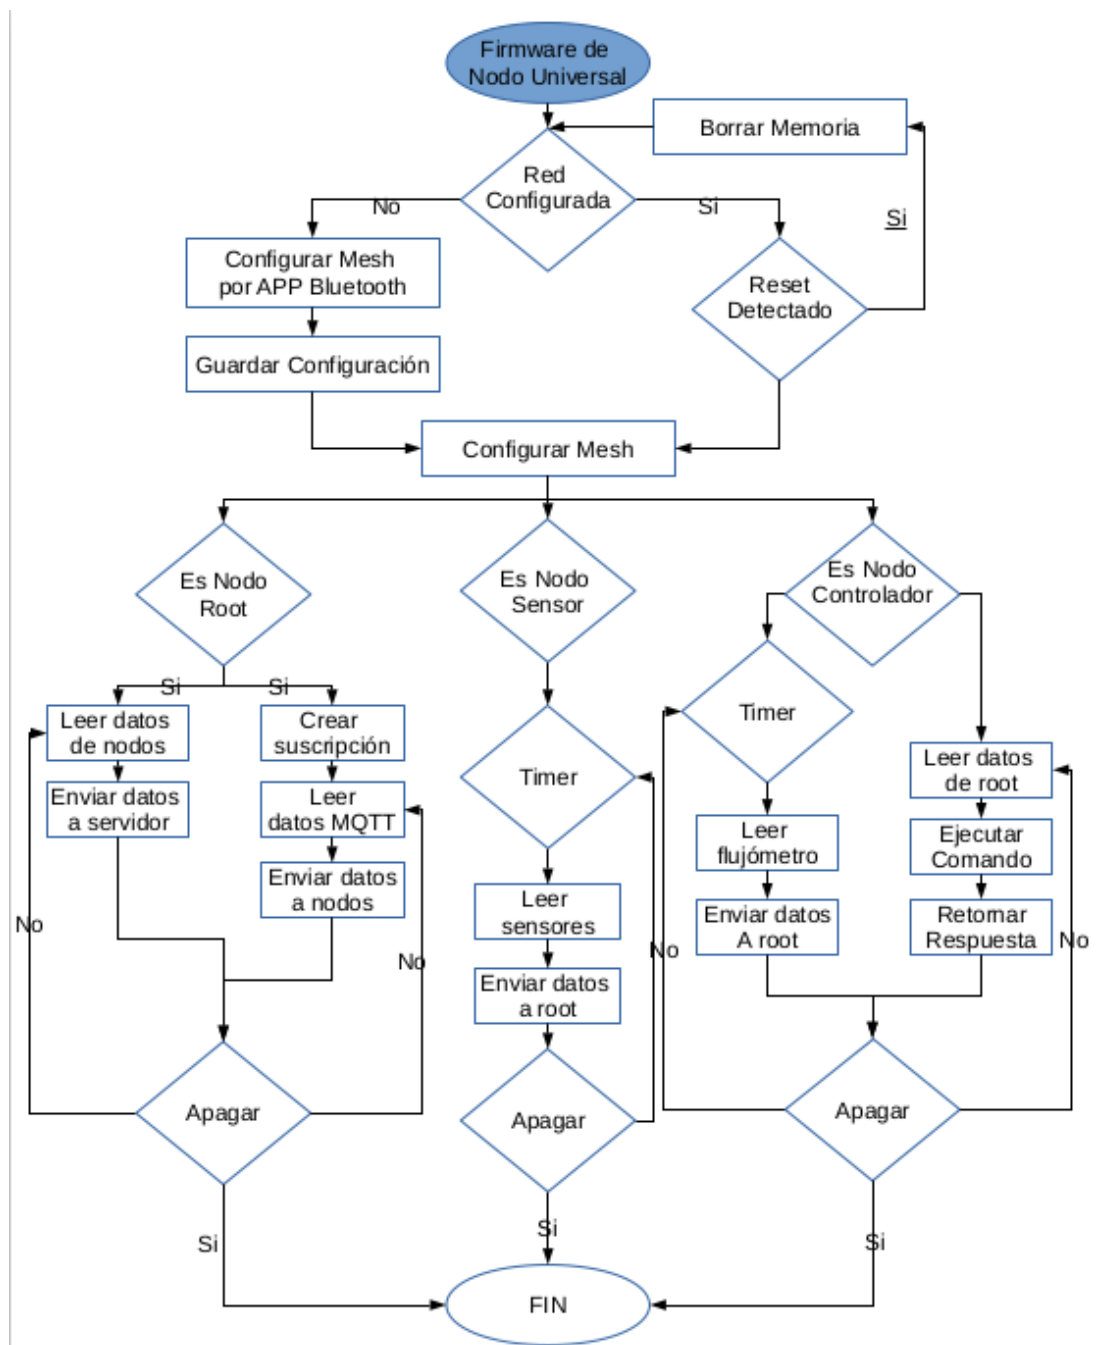 Firmware de
Nodo Universal
Borrar Memoria
Red
Configurada
No
Si
Si
Configurar Mesh
por APP Bluetooth
Reset
Detectado
Guardar Configuración
Configurar Mesh
Es Nodo
Root
Es Nodo
Sensor
Es Nodo
Controlador
Si
Si
Leer datos
de nodos
Crear
suscripción
Timer
Timer
Enviar datos
a servidor
Leer
datos MQTT
Leer datos
de root
Leer
flujómetro
Ejecutar
Comando
Enviar datos
a nodos
Leer
sensores
Enviar datos
A root
Retornar
Respuesta
No
No
No
No
Enviar datos
a root
Apagar
Apagar
Apagar
Si
Si
Si
FIN